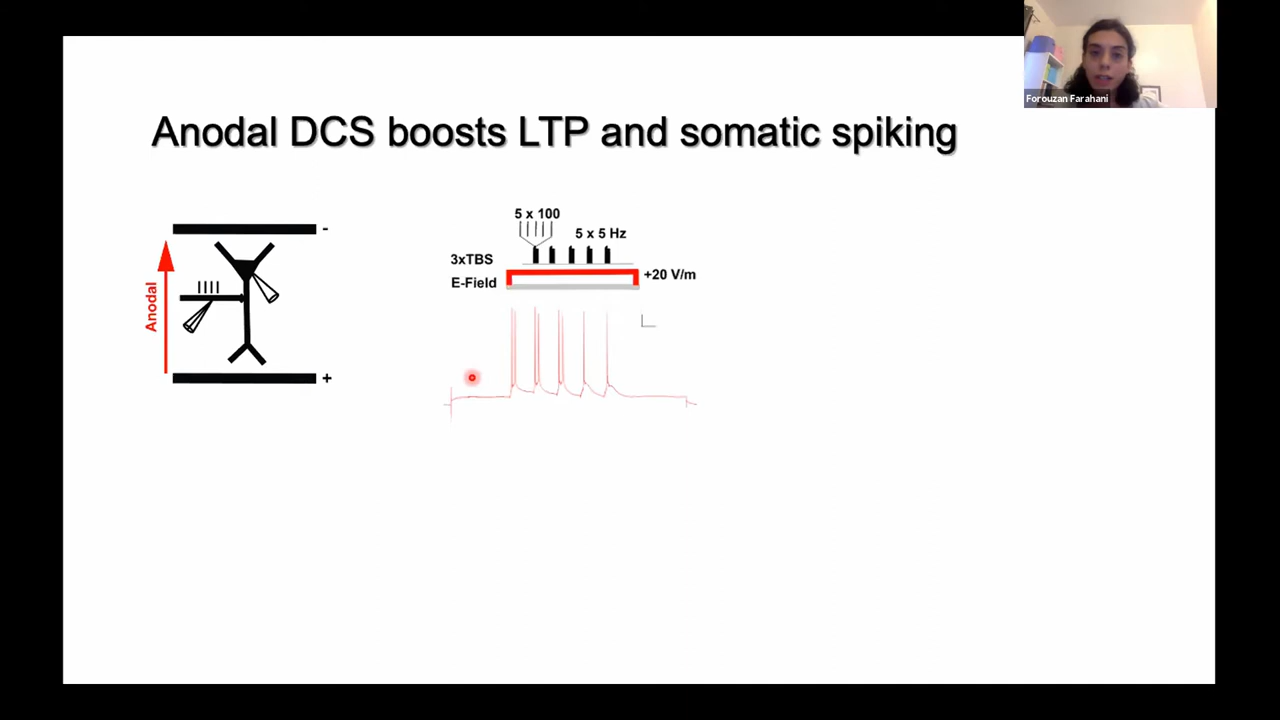 Forouzan Farahani
Anodal DCS boosts LTP and somatic spiking
-
Anodal
+
5 x 100
5 x 5 Hz
3xTBS
E-Field
+20 V/m